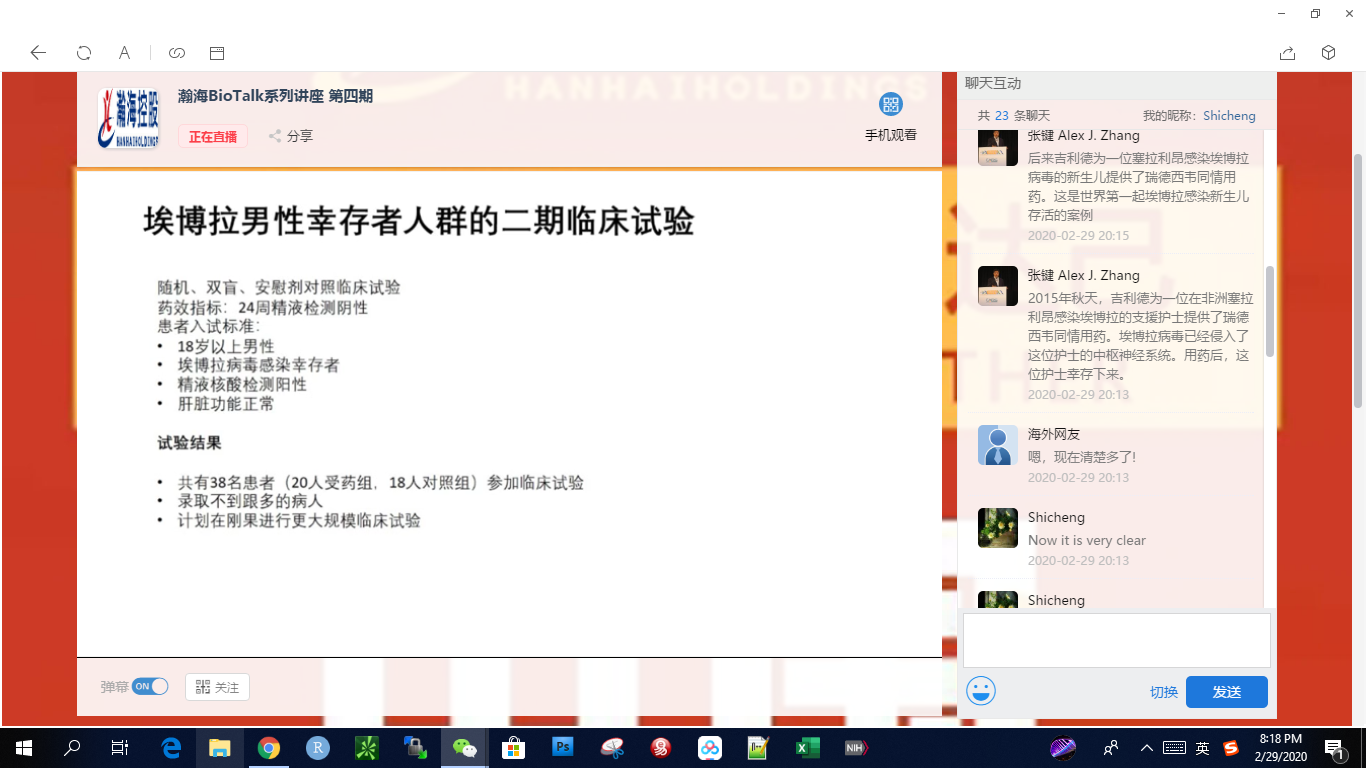 HANHAIHOLDINGS
瀚海控股
HANHAIHOLDINGS
瀚海BioTalk系列讲座 第四期
正在直播
分享
手机观看
埃博拉男性幸存者人群的二期临床试验
随机、双盲、安慰剂对照临床试验
药效指标：24周精液检测阴性
患者入试标准：
• 18岁以上男性
• 埃博拉病毒感染幸存者
• 精液核酸检测阳性
• 肝脏功能正常
试验结果
• 共有38名患者（20人受药组，18人对照组）参加临床试验
• 录取不到跟多的病人
• 计划在刚果进行更大规模临床试验
弹幕
ON
关注
聊天互动
共 23 条聊天
我的昵称： Shicheng
张键 Alex J. Zhang
后来吉利德为一位塞拉利昂感染埃博拉
病毒的新生儿提供了瑞德西韦同情用
药。这是世界第一起埃博拉感染新生儿
存活的案例
2020-02-29 20:15
张键 Alex J. Zhang
2015年秋天，吉利德为一位在非洲塞拉
利昂感染埃博拉的支援护士提供了瑞德
西韦同情用药。埃博拉病毒已经侵入了
这位护士的中枢神经系统。用药后，这
位护士幸存下来。
2020-02-29 20:13
海外网友
嗯，现在清楚多了!
2020-02-29 20:13
Shicheng
Now it is very clear
2020-02-29 20:13
Shicheng
切换
发送
R
Ps
NIH
英
8:18 PM
2/29/2020
1